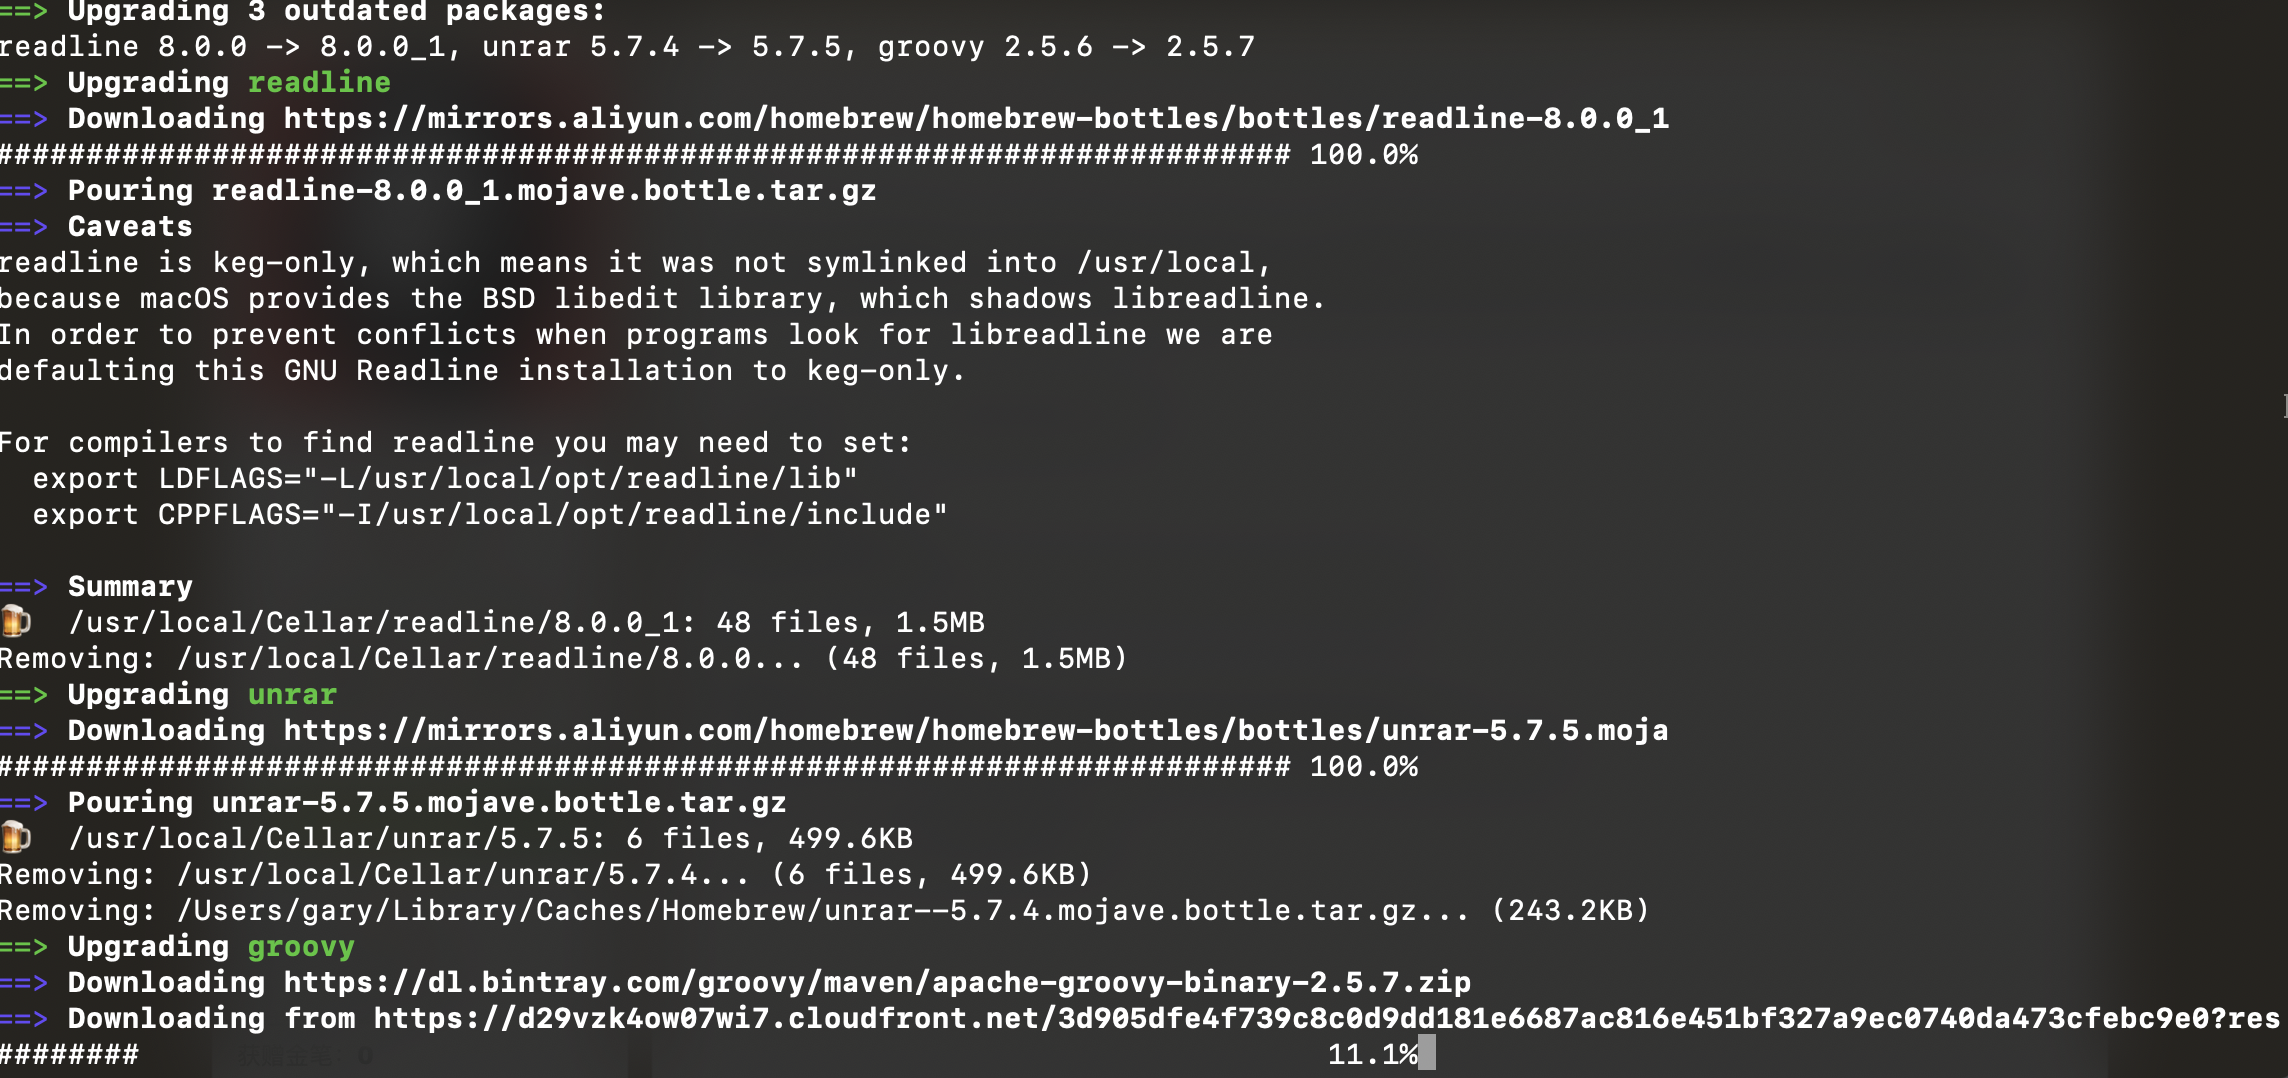 ==> Upgrading 3 outdated packages:
readline 8.0.0 -> 8.0.0_1, unrar 5.7.4 -> 5.7.5, groovy 2.5.6 -> 2.5.7
==> Upgrading readline
==> Downloading https://mirrors.aliyun.com/homebrew/homebrew-bottles/bottles/readline-8.0.0_1
######################################################################## 100.0%
==> Pouring readline-8.0.0_1.mojave.bottle.tar.gz
==> Caveats
readline is keg-only, which means it was not symlinked into /usr/local,
because macOS provides the BSD libedit library, which shadows libreadline.
In order to prevent conflicts when programs look for libreadline we are
defaulting this GNU Readline installation to keg-only.
For compilers to find readline you may need to set:
  export LDFLAGS="-L/usr/local/opt/readline/lib"
  export CPPFLAGS="-I/usr/local/opt/readline/include"
==> Summary
🍺  /usr/local/Cellar/readline/8.0.0_1: 48 files, 1.5MB
Removing: /usr/local/Cellar/readline/8.0.0... (48 files, 1.5MB)
==> Upgrading unrar
==> Downloading https://mirrors.aliyun.com/homebrew/homebrew-bottles/bottles/unrar-5.7.5.moja
######################################################################## 100.0%
==> Pouring unrar-5.7.5.mojave.bottle.tar.gz
🍺  /usr/local/Cellar/unrar/5.7.5: 6 files, 499.6KB
Removing: /usr/local/Cellar/unrar/5.7.4... (6 files, 499.6KB)
Removing: /Users/gary/Library/Caches/Homebrew/unrar--5.7.4.mojave.bottle.tar.gz... (243.2KB)
==> Upgrading groovy
==> Downloading https://dl.bintray.com/groovy/maven/apache-groovy-binary-2.5.7.zip
==> Downloading from https://d29vzk4ow07wi7.cloudfront.net/3d905dfe4f739c8c0d9dd181e6687ac816e451bf327a9ec0740da473cfebc9e0?res
######## 11.1%